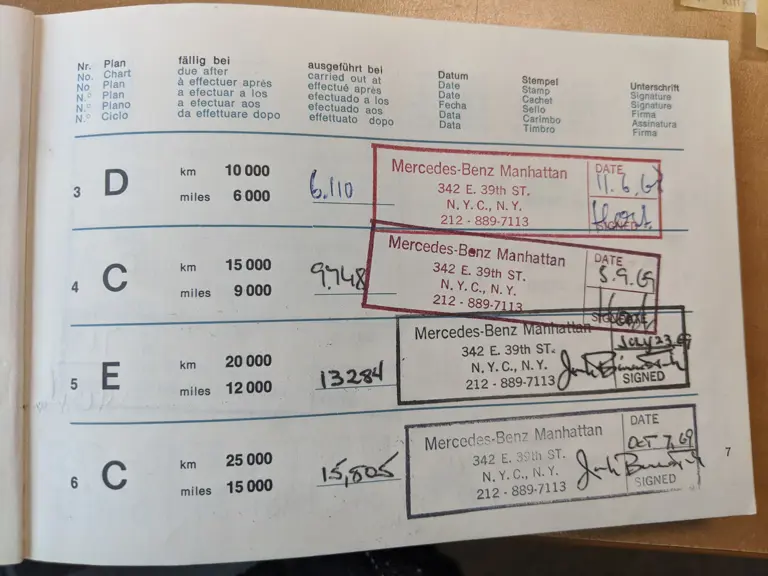 Nr. Plan fällig bei ausgeführt bei Datum Stempel Unterschrift
No. Chart due after carried out at Date Stamp Signature
No Plan à effectuer après effectué après Date Cachet Signature
N.° Plan a efectuar a los efectuado a los Fecha Sello Firma
N.° Plano a efectuar aos efectuado aos Data Carimbo Assinatura
N.° Ciclo da effettuare dopo effettuato dopo Data Timbro Firma
3 D km 10 000
miles 6 000
6.110
Mercedes-Benz Manhattan
342 E. 39th ST.
N. Y. C., N. Y.
212 - 889-7113
DATE
SIGNED
4 C km 15 000
miles 9 000
9.748
Mercedes-Benz Manhattan
342 E. 39th ST.
N. Y. C., N. Y.
212 - 889-7113
DATE
SIGNED
5 E km 20 000
miles 12 000
13284
Mercedes-Benz Manhattan
342 E. 39th ST.
N. Y. C., N. Y.
212 - 889-7113
DATE
JULY 23, 69
SIGNED
6 C km 25 000
miles 15 000
15,805
Mercedes-Benz Manhattan
342 E. 39th ST.
N. Y. C., N. Y.
212 - 889-7113
DATE
OCT 7, 69
SIGNED
7